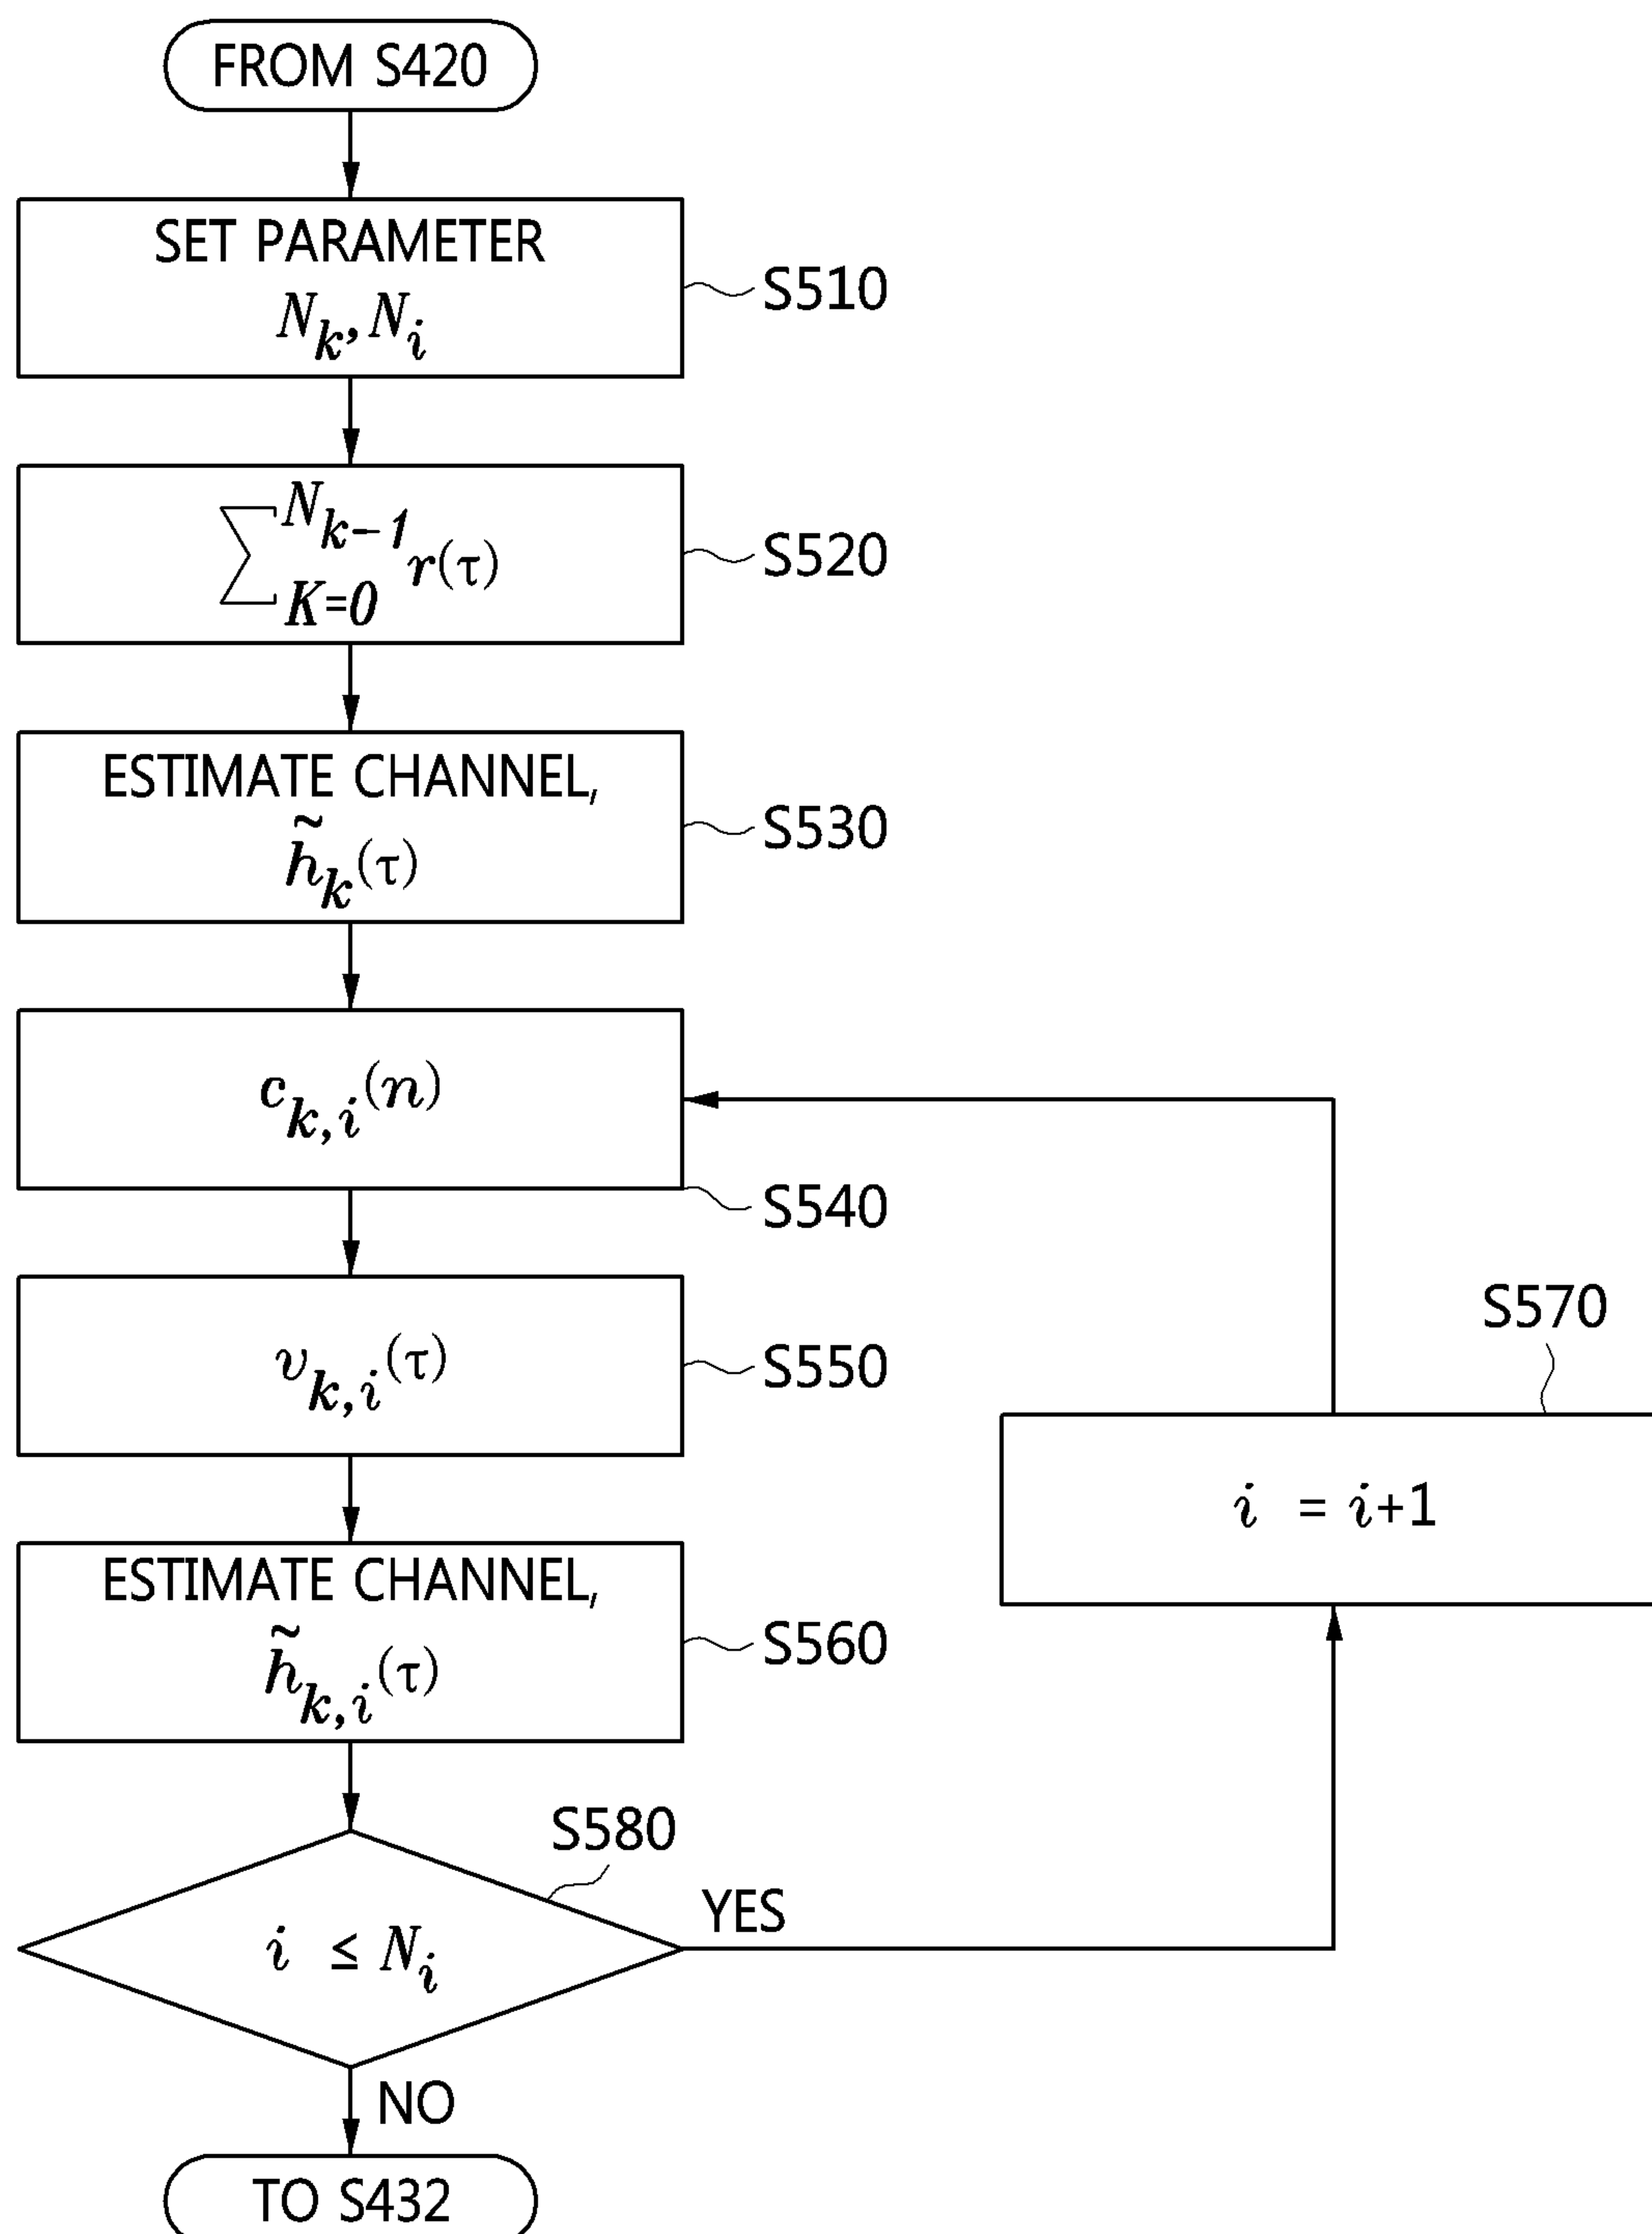 FROM S420
SET PARAMETER
N_k, N_i
S510
∑_{K=0}^{N_{k-1}} r(τ)
S520
ESTIMATE CHANNEL,
h̃_k(τ)
S530
c_{k,i}(n)
S540
υ_{k,i}(τ)
S550
S570
i = i+1
ESTIMATE CHANNEL,
h̃_{k,i}(τ)
S560
S580
i ≤ N_i
YES
NO
TO S432